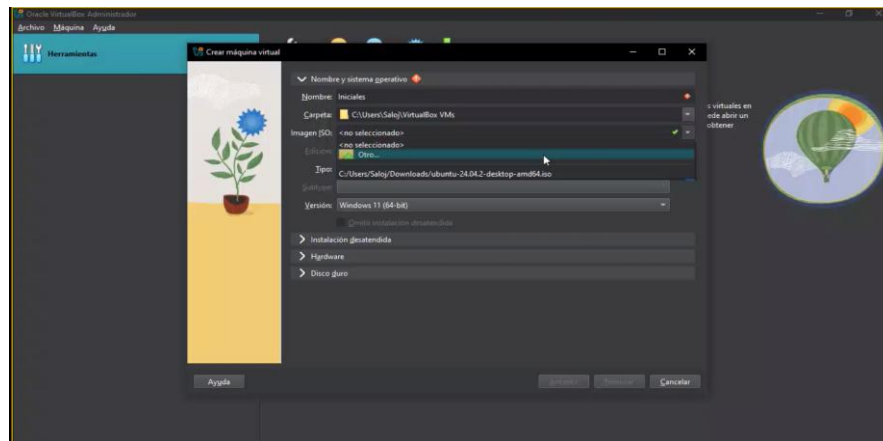 Oracle VirtualBox Administrador
Archivo Máquina Ayuda
Herramientas
Crear máquina virtual
Nombre y sistema operativo
Nombre: Iniciales
Carpeta: C:\Users\Saloj\VirtualBox VMs
Imagen ISO: <no seleccionado>
<no seleccionado>
Edición:
Otro...
Tipo:
C:/Users/Saloj/Downloads/ubuntu-24.04.2-desktop-amd64.iso
Subtype:
Versión: Windows 11 (64-bit)
Omitir instalación desatendida
Instalación desatendida
Hardware
Disco duro
s virtuales en
ede abrir un
obtener
Ayuda
Terminar
Cancelar